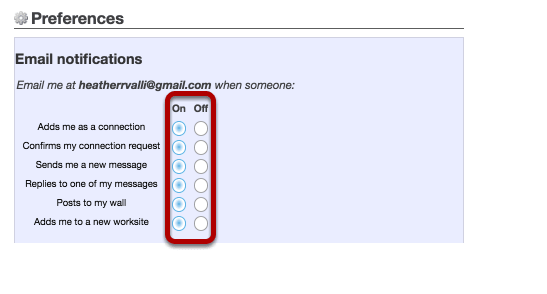 Preferences
Email notifications
Email me at heatherrvalli@gmail.com when someone:
On Off
Adds me as a connection
Confirms my connection request
Sends me a new message
Replies to one of my messages
Posts to my wall
Adds me to a new worksite